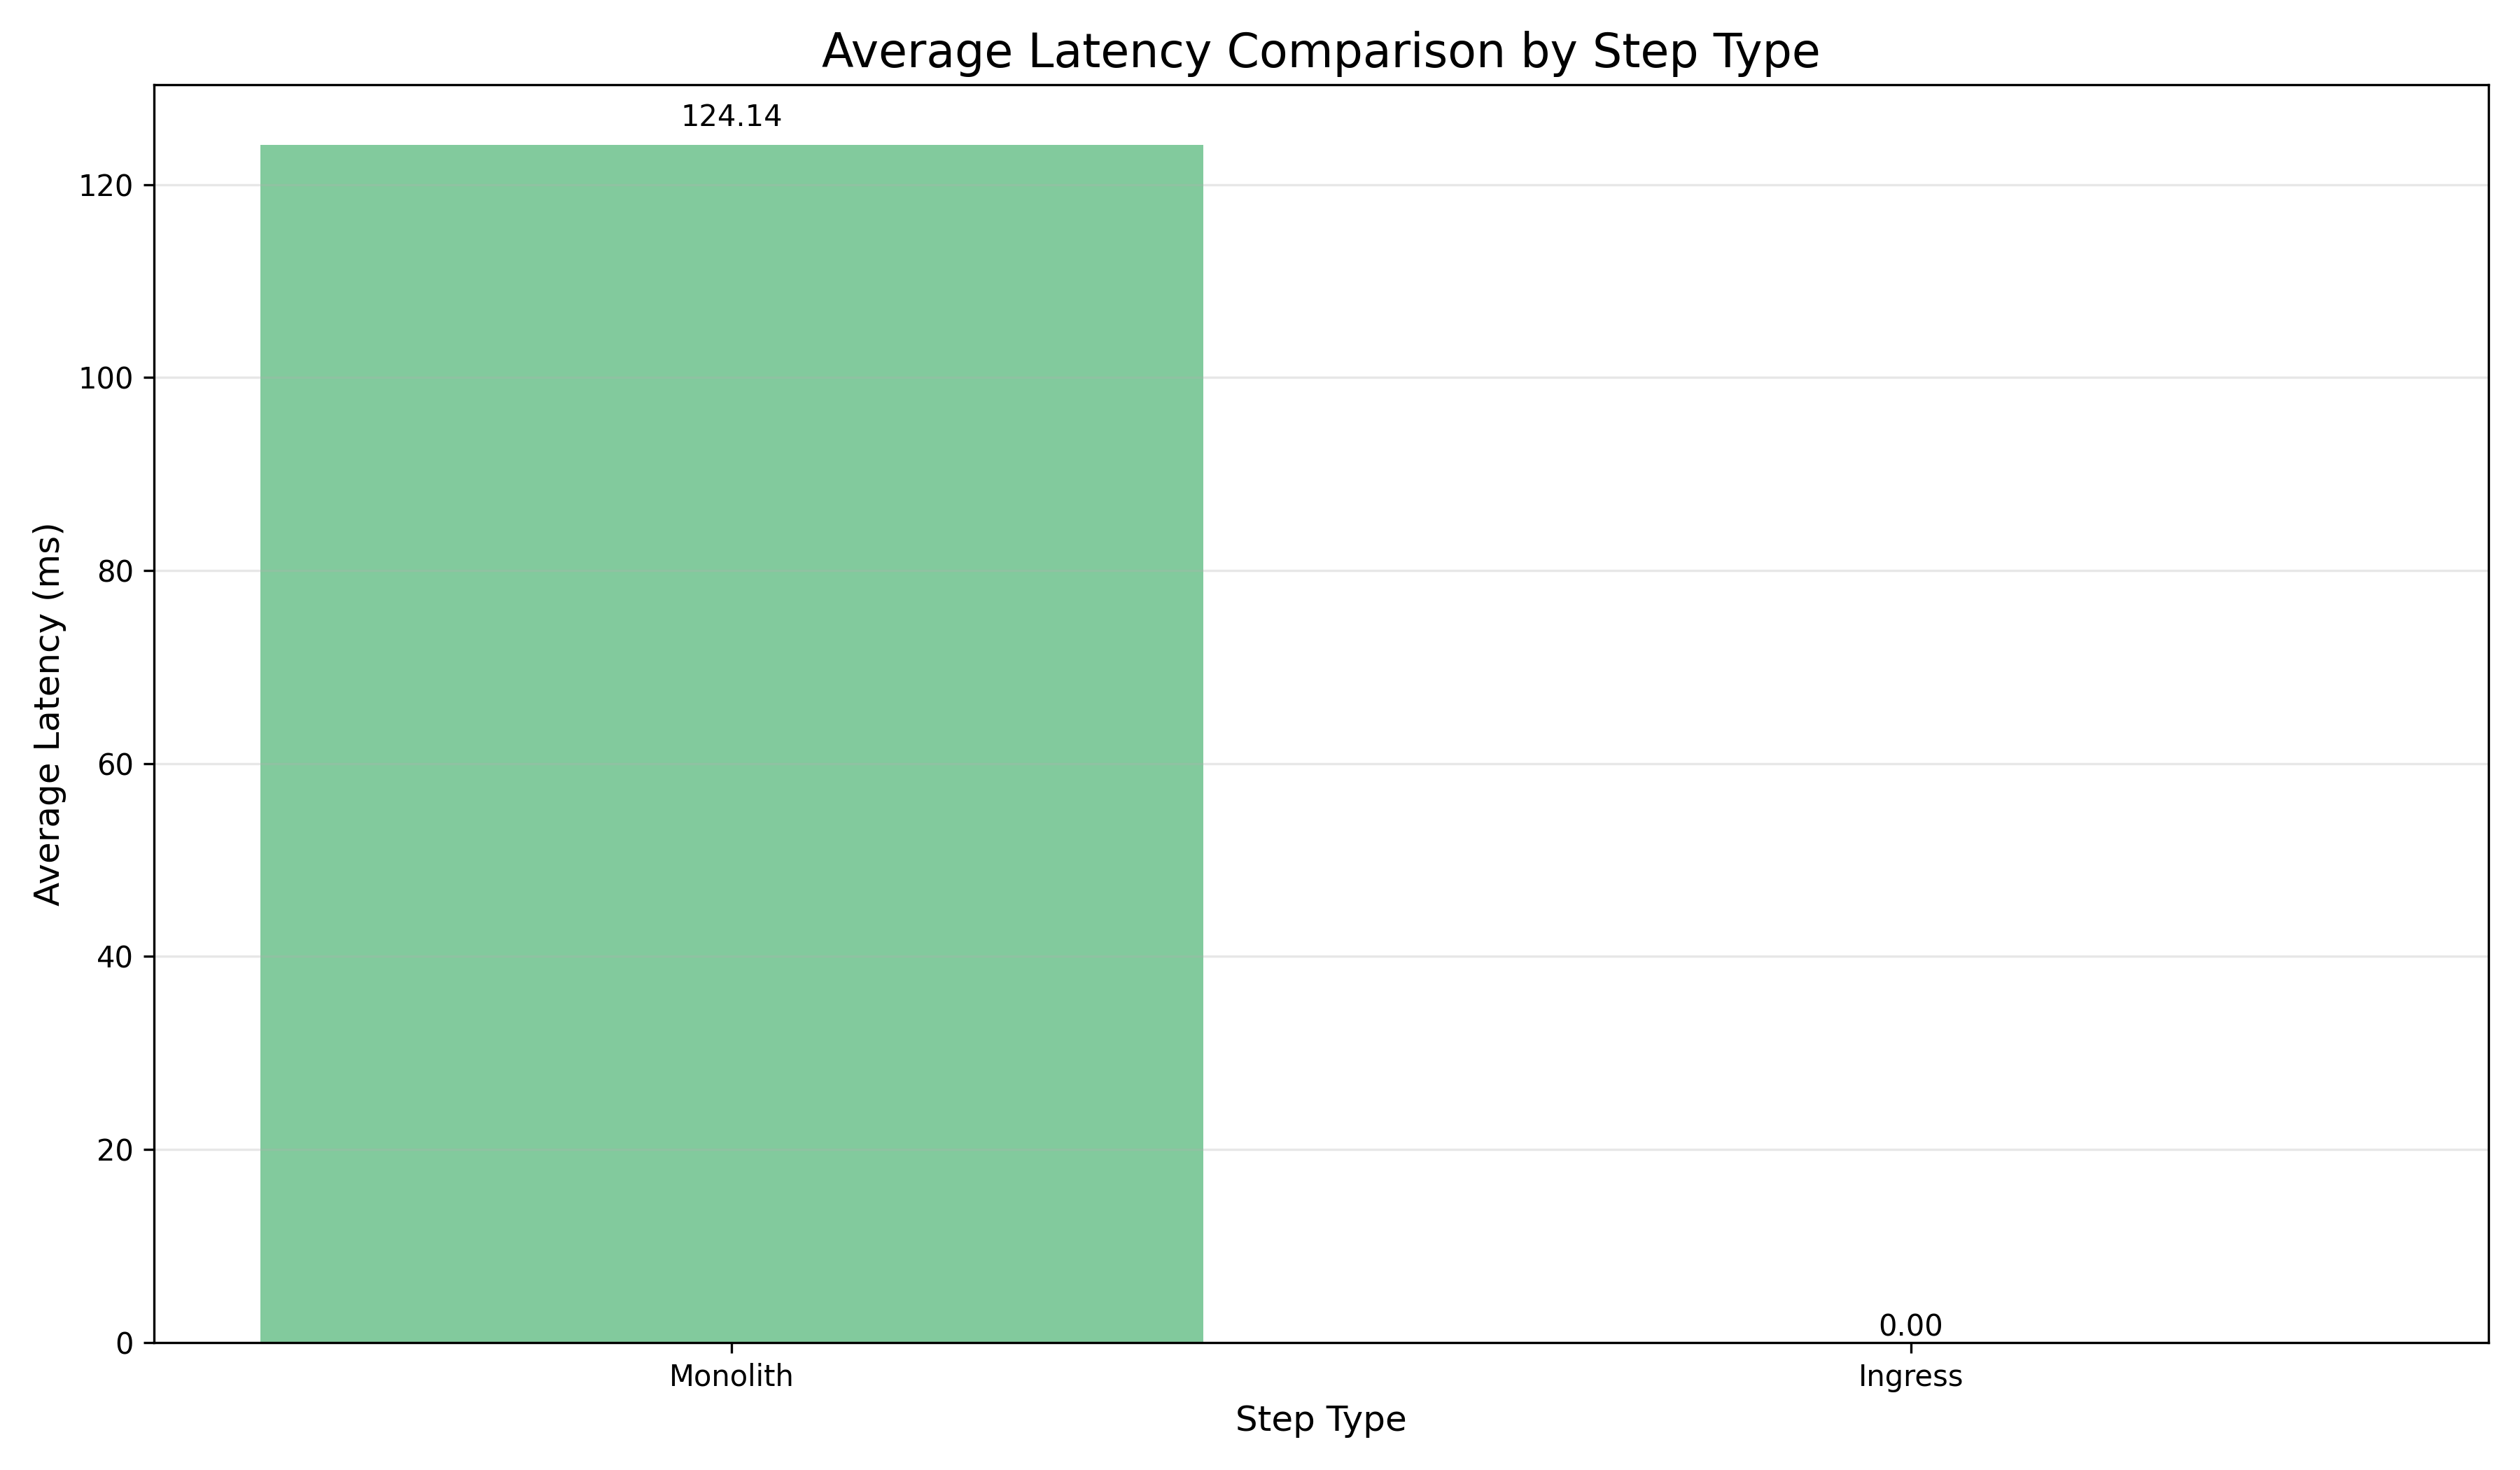 Average Latency Comparison by Step Type
124.14
120
100
80
60
40
20
0
Average Latency (ms)
0.00
Monolith
Ingress
Step Type